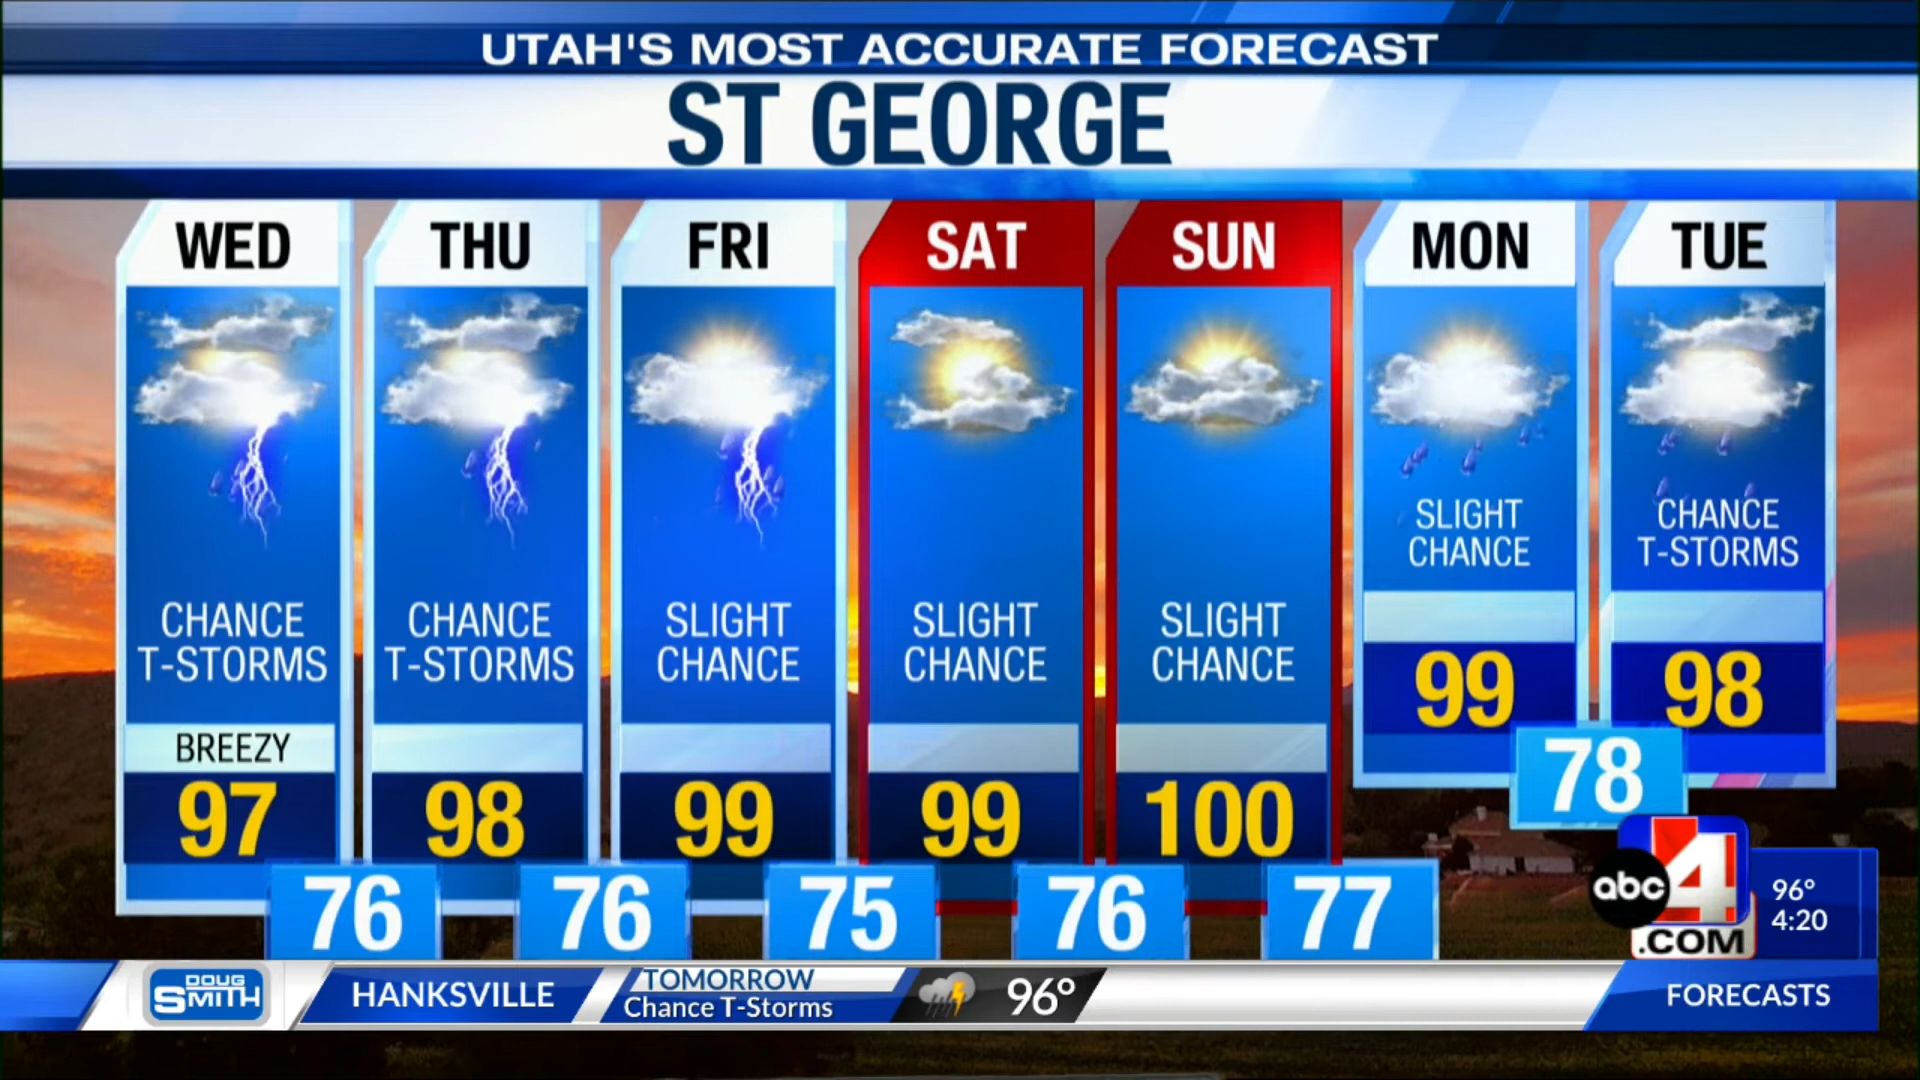 UTAH'S MOST ACCURATE FORECAST
ST GEORGE
WED
CHANCE
T-STORMS
BREEZY
97
THU
CHANCE
T-STORMS
98
FRI
SLIGHT
CHANCE
99
SAT
SLIGHT
CHANCE
99
SUN
SLIGHT
CHANCE
100
MON
SLIGHT
CHANCE
99
TUE
CHANCE
T-STORMS
98
76
76
75
76
77
78
abc
4
.COM
96°
4:20
DOUG
SMITH
HANKSVILLE
TOMORROW
Chance T-Storms
96°
FORECASTS